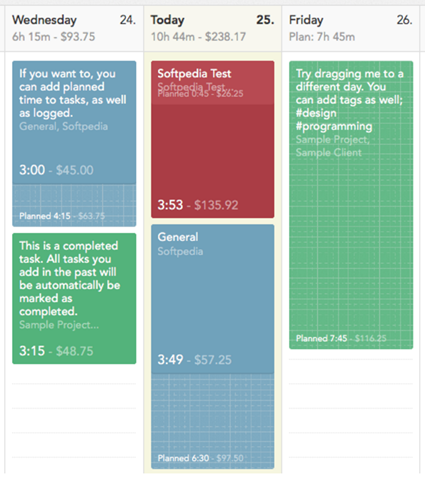 Wednesday 24.
6h 15m - $93.75
If you want to, you
can add planned
time to tasks, as well
as logged.
General, Softpedia
3:00 - $45.00
Planned 4:15 - $63.75
This is a completed
task. All tasks you
add in the past will
be automatically be
marked as
completed.
Sample Project...
3:15 - $48.75
Today 25.
10h 44m - $238.17
Softpedia Test
Softpedia Test...
Planned 0:45 - $26.25
3:53 - $135.92
General
Softpedia
3:49 - $57.25
Planned 6:30 - $97.50
Friday 26.
Plan: 7h 45m
Try dragging me to a
different day. You
can add tags as well;
#design
#programming
Sample Project,
Sample Client
Planned 7:45 - $116.25